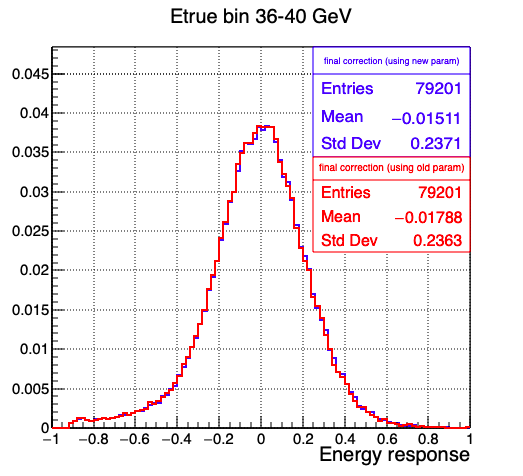 Etrue bin 36-40 GeV
final correction (using new param)
Entries 79201
Mean −0.01511
Std Dev 0.2371
final correction (using old param)
Entries 79201
Mean −0.01788
Std Dev 0.2363
0.045
0.04
0.035
0.03
0.025
0.02
0.015
0.01
0.005
0
−1 −0.8 −0.6 −0.4 −0.2 0 0.2 0.4 0.6 0.8 1
Energy response